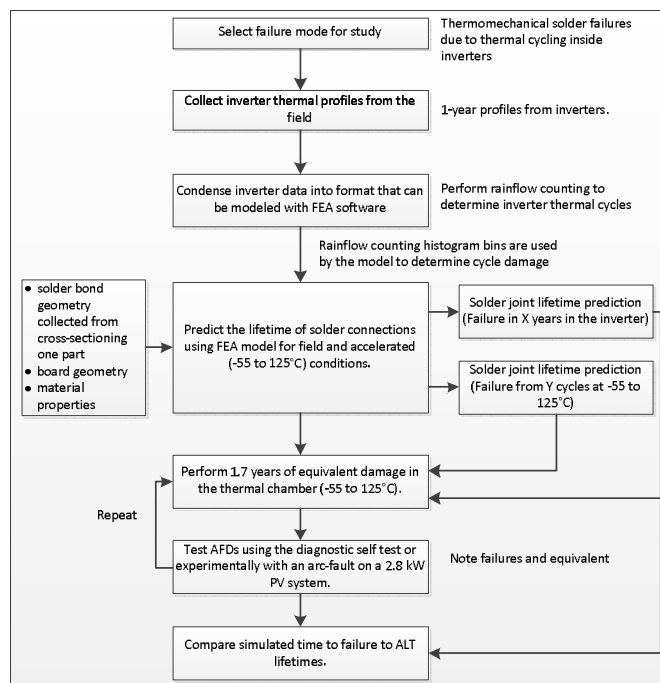 Select failure mode for study
Thermomechanical solder failures
due to thermal cycling inside
inverters
Collect inverter thermal profiles from the
field
1-year profiles from inverters.
Condense inverter data into format that can
be modeled with FEA software
Perform rainflow counting to
determine inverter thermal cycles
Rainflow counting histogram bins are used
by the model to determine cycle damage
• solder bond
geometry
collected from
cross-sectioning
one part
• board geometry
• material
properties
Predict the lifetime of solder connections
using FEA model for field and accelerated
(-55 to 125°C) conditions.
Solder joint lifetime prediction
(Failure in X years in the inverter)
Solder joint lifetime prediction
(Failure from Y cycles at -55 to
125°C)
Perform 1.7 years of equivalent damage in
the thermal chamber (-55 to 125°C).
Repeat
Test AFDs using the diagnostic self test or
experimentally with an arc-fault on a 2.8 kW
PV system.
Note failures and equivalent
Compare simulated time to failure to ALT
lifetimes.